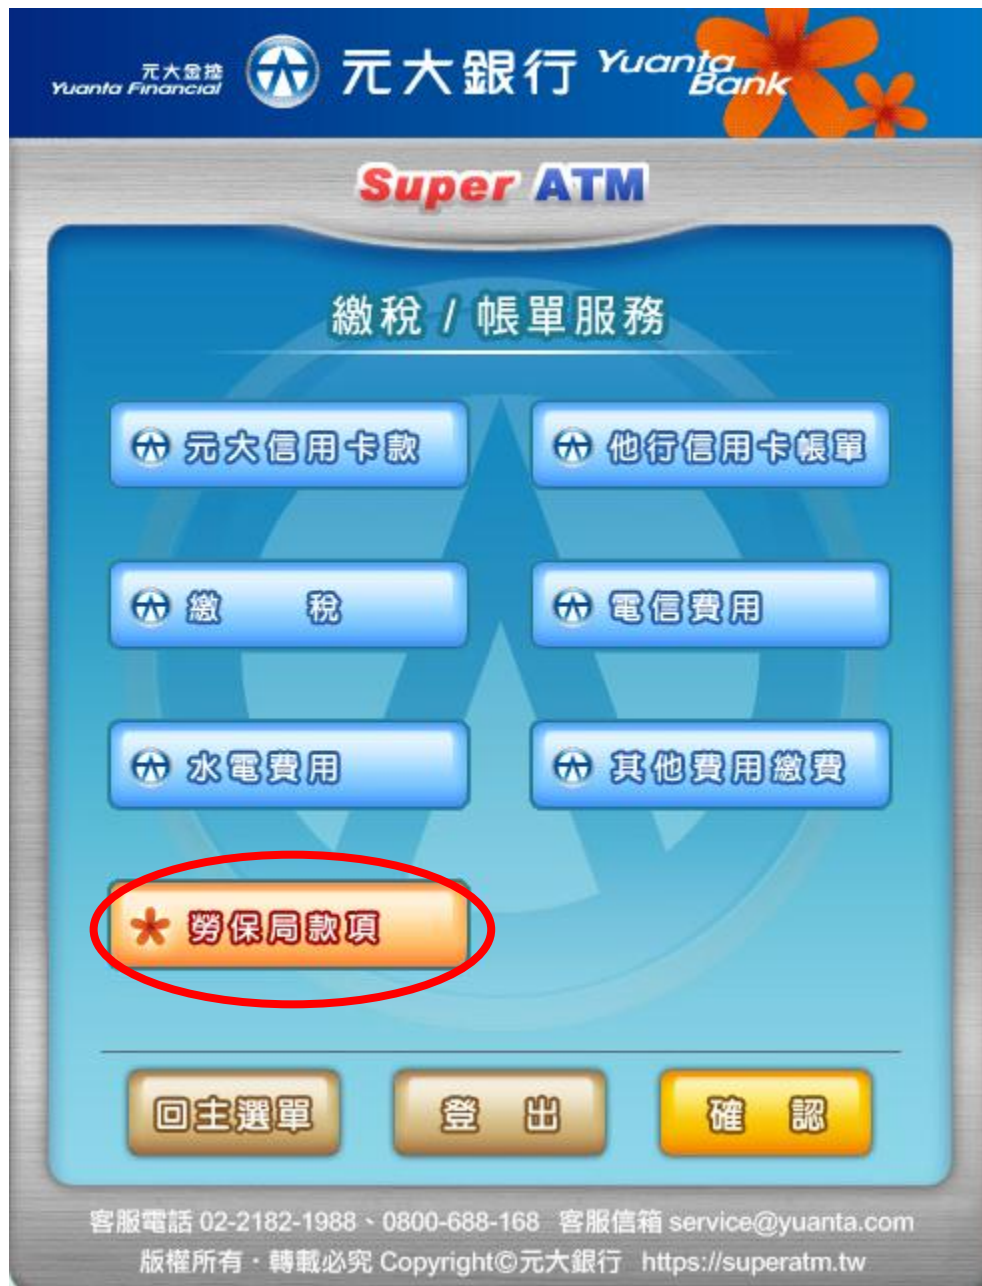 元大金控
Yuanta Financial
元大銀行 Yuanta Bank
Super ATM
繳稅 / 帳單服務
元大信用卡款 他行信用卡帳單
繳 稅 電信費用
水電費用 其他費用繳費
勞保局款項
回主選單 登 出 確 認
客服電話 02-2182-1988、0800-688-168 客服信箱 service@yuanta.com
版權所有．轉載必究 Copyright©元大銀行 https://superatm.tw